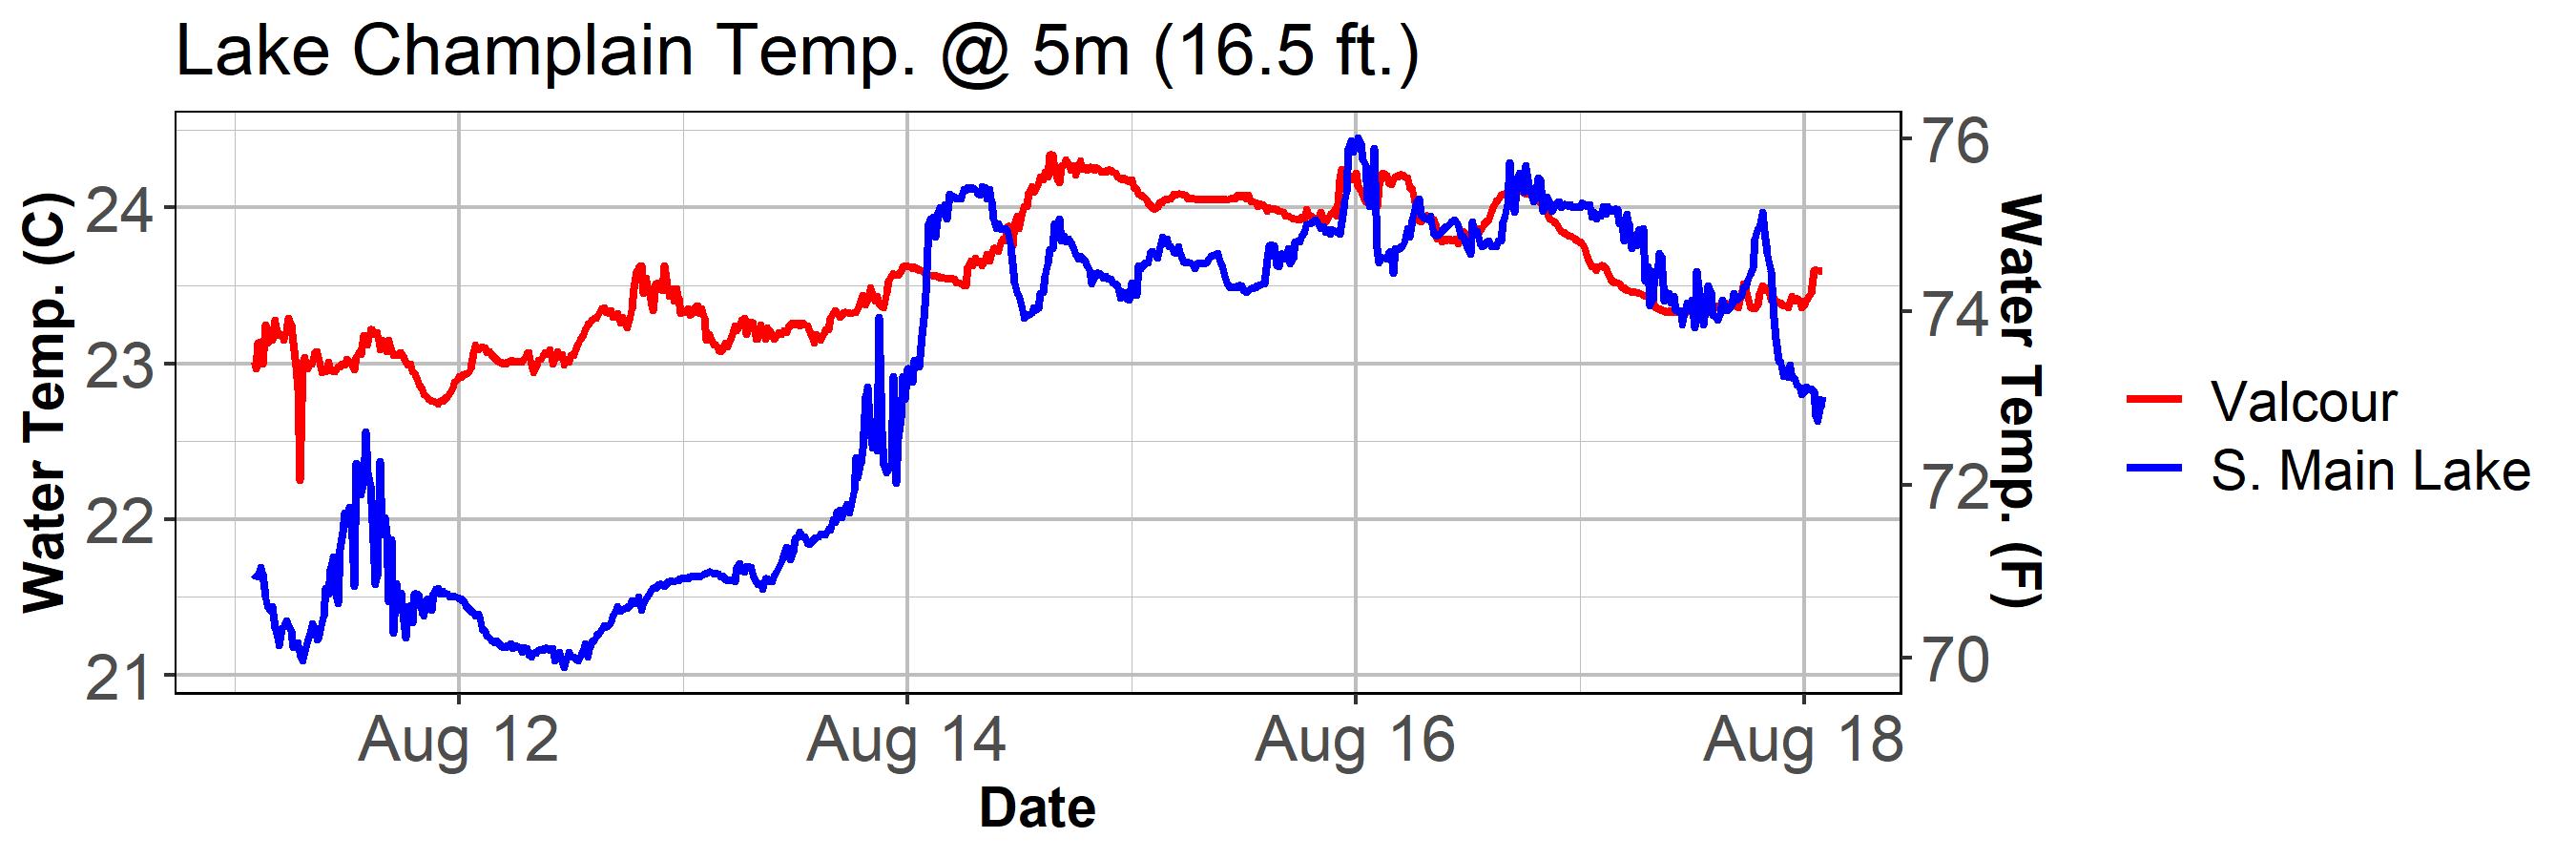 Lake Champlain Temp. @ 5m (16.5 ft.)
Water Temp. (C)
24
23
22
21
76
74
72
70
Water Temp. (F)
Aug 12
Aug 14
Aug 16
Aug 18
Date
Valcour
S. Main Lake